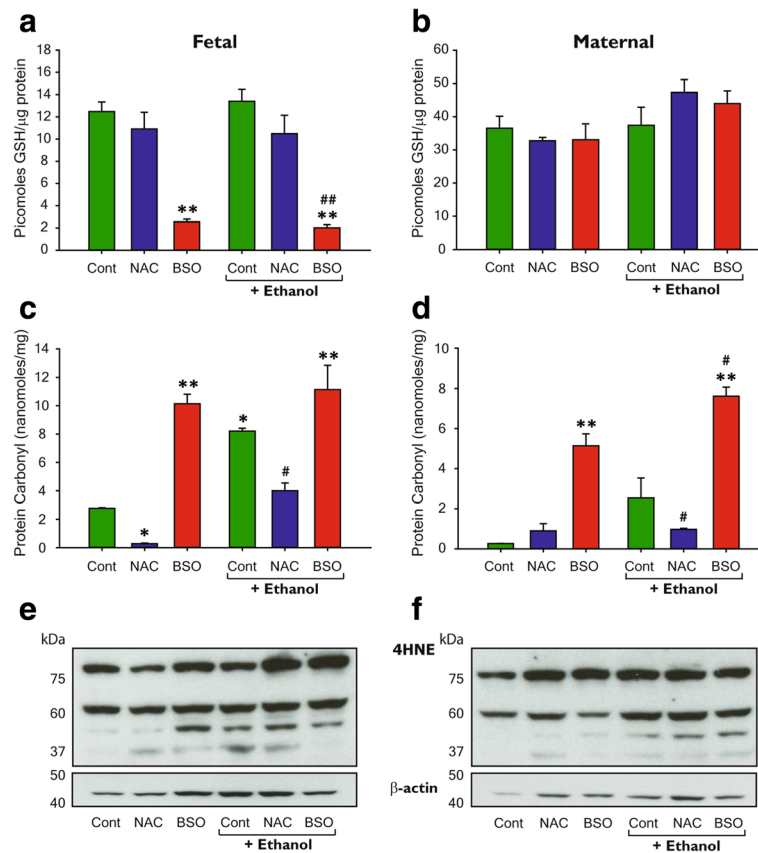 a
Fetal
Picomoles GSH/μg protein
18
16
14
12
10
8
6
4
2
0
**
##
**
Cont NAC BSO Cont NAC BSO
+ Ethanol
b
Maternal
Picomoles GSH/μg protein
60
50
40
30
20
10
0
Cont NAC BSO Cont NAC BSO
+ Ethanol
c
Protein Carbonyl (nanomoles/mg)
14
12
10
8
6
4
2
0
*
**
*
#
**
Cont NAC BSO Cont NAC BSO
+ Ethanol
d
Protein Carbonyl (nanomoles/mg)
10
8
6
4
2
0
**
#
#
**
Cont NAC BSO Cont NAC BSO
+ Ethanol
e
kDa
75
60
37
50
40
Cont NAC BSO Cont NAC BSO
+ Ethanol
f
4HNE
kDa
75
60
37
β-actin
50
40
Cont NAC BSO Cont NAC BSO
+ Ethanol